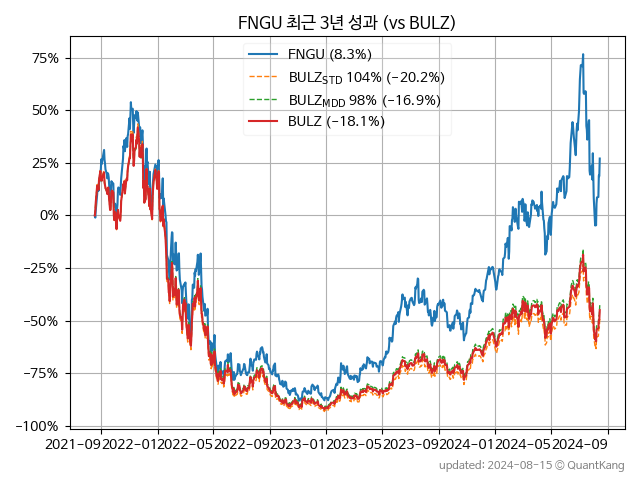 FNGU 최근 3년 성과 (vs BULZ)
FNGU (8.3%)
BULZSTD 104% (−20.2%)
BULZMDD 98% (−16.9%)
BULZ (−18.1%)
75%
50%
25%
0%
−25%
−50%
−75%
−100%
2021-09 2022-01 2022-05 2022-09 2023-01 2023-05 2023-09 2024-01 2024-05 2024-09
updated: 2024-08-15 © QuantKang